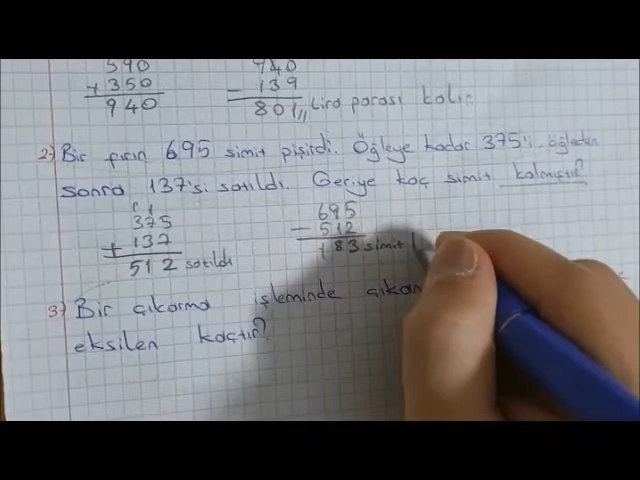 590 940
+ 350 - 139
940 801,, Lira parası kalır.
2) Bir fırın 695 simit pişirdi. Öğleye kadar 375'i, öğleden
sonra 137'si satıldı. Geriye kaç simit kalmıştır?
375 695
+ 137 - 512
512 satıldı 183 simit
3) Bir çıkarma işleminde
eksilen kaçtır?